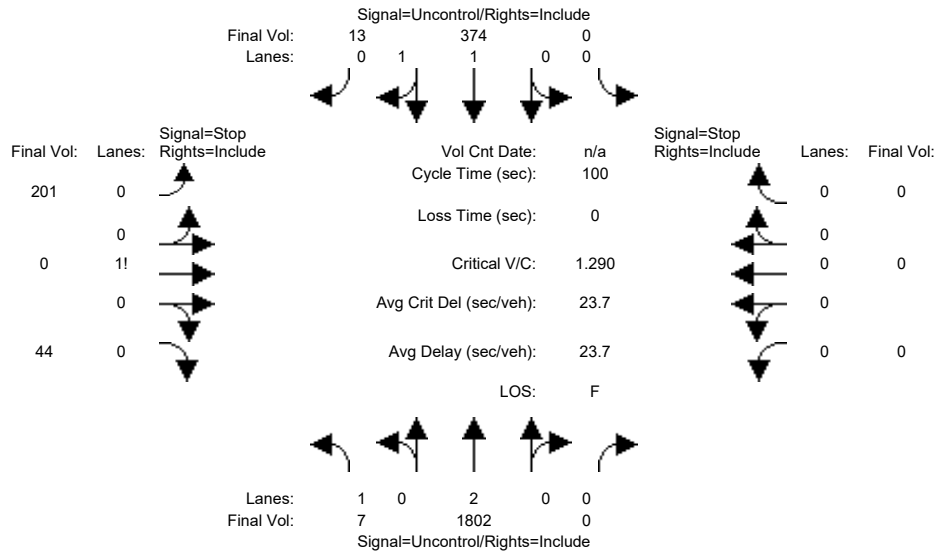 Signal=Uncontrol/Rights=Include
Final Vol: 13 374 0
Lanes: 0 1 1 0 0
Signal=Stop
Final Vol: Lanes: Rights=Include
Vol Cnt Date: n/a
Signal=Stop
Rights=Include Lanes: Final Vol:
Cycle Time (sec): 100
201 0
0 0
Loss Time (sec): 0
0
0
0 1!
Critical V/C: 1.290
0 0
0
Avg Crit Del (sec/veh): 23.7
0
44 0
Avg Delay (sec/veh): 23.7
0 0
LOS: F
Lanes: 1 0 2 0 0
Final Vol: 7 1802 0
Signal=Uncontrol/Rights=Include